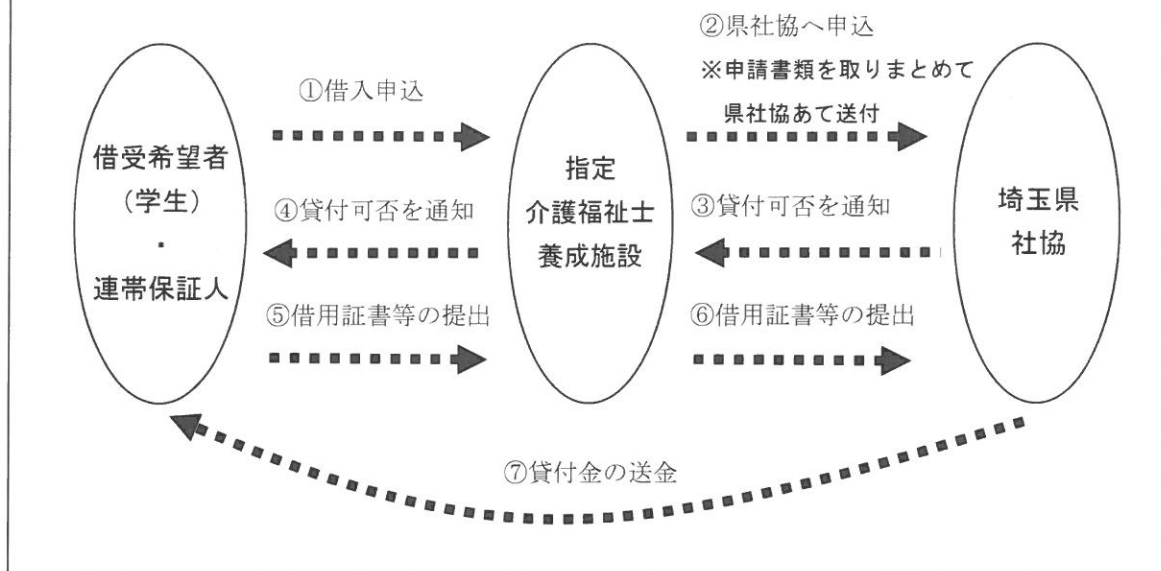 ②県社協へ申込
※申請書類を取りまとめて
県社協あて送付
①借入申込
借受希望者
(学生)
・
連帯保証人
指定
介護福祉士
養成施設
埼玉県
社協
④貸付可否を通知
③貸付可否を通知
⑤借用証書等の提出
⑥借用証書等の提出
⑦貸付金の送金